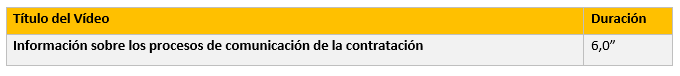 Título del Vídeo Duración
Información sobre los procesos de comunicación de la contratación 6,0”